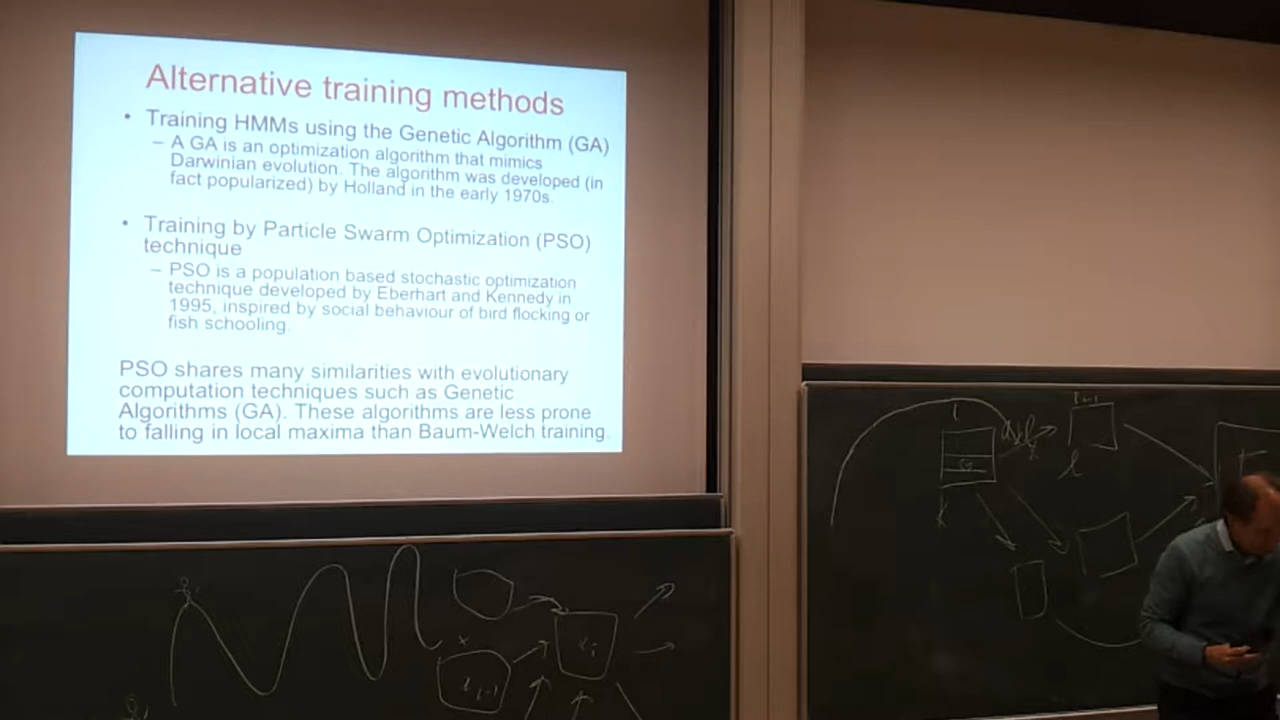 Alternative training methods
• Training HMMs using the Genetic Algorithm (GA)
– A GA is an optimization algorithm that mimics
Darwinian evolution. The algorithm was developed (in
fact popularized) by Holland in the early 1970s.
• Training by Particle Swarm Optimization (PSO)
technique
– PSO is a population based stochastic optimization
technique developed by Eberhart and Kennedy in
1995, inspired by social behaviour of bird flocking or
fish schooling.
PSO shares many similarities with evolutionary
computation techniques such as Genetic
Algorithms (GA). These algorithms are less prone
to falling in local maxima than Baum-Welch training.